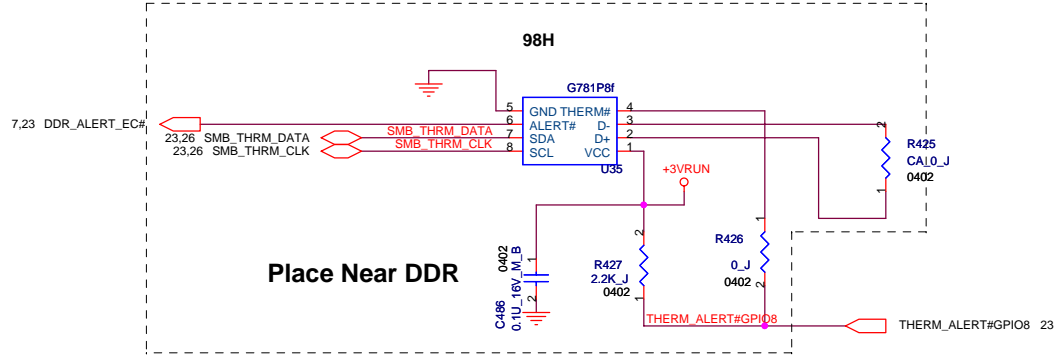 98H
G781P8f
5 GND THERM# 4
7,23 DDR_ALERT_EC# 6 ALERT# D- 3
23,26 SMB_THRM_DATA SMB_THRM_DATA 7 SDA D+ 2
23,26 SMB_THRM_CLK SMB_THRM_CLK 8 SCL VCC 1
U35
2
R425
CA_0_J
0402
1
+3VRUN
1
R426
0_J
0402
2
2
R427
2.2K_J
0402
1
Place Near DDR
C486
0.1U_16V_M_B
0402
1
2
THERM_ALERT#GPIO8
THERM_ALERT#GPIO8 23